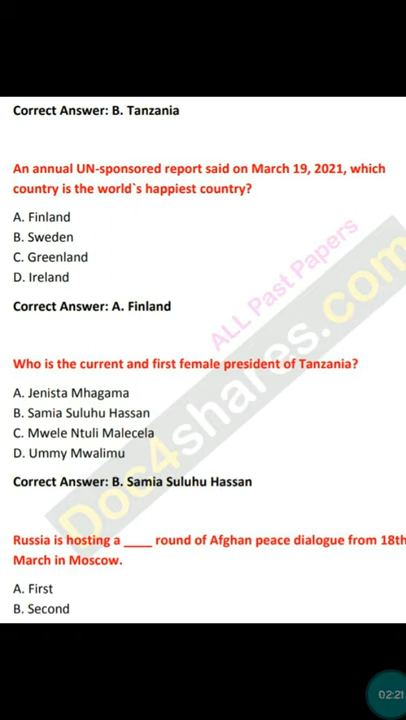 Correct Answer: B. Tanzania
An annual UN-sponsored report said on March 19, 2021, which
country is the world`s happiest country?
A. Finland
B. Sweden
C. Greenland
D. Ireland
Correct Answer: A. Finland
Who is the current and first female president of Tanzania?
A. Jenista Mhagama
B. Samia Suluhu Hassan
C. Mwele Ntuli Malecela
D. Ummy Mwalimu
Correct Answer: B. Samia Suluhu Hassan
Russia is hosting a ____ round of Afghan peace dialogue from 18th
March in Moscow.
A. First
B. Second
ALL Past Papers
Doc4shares.com
02:21